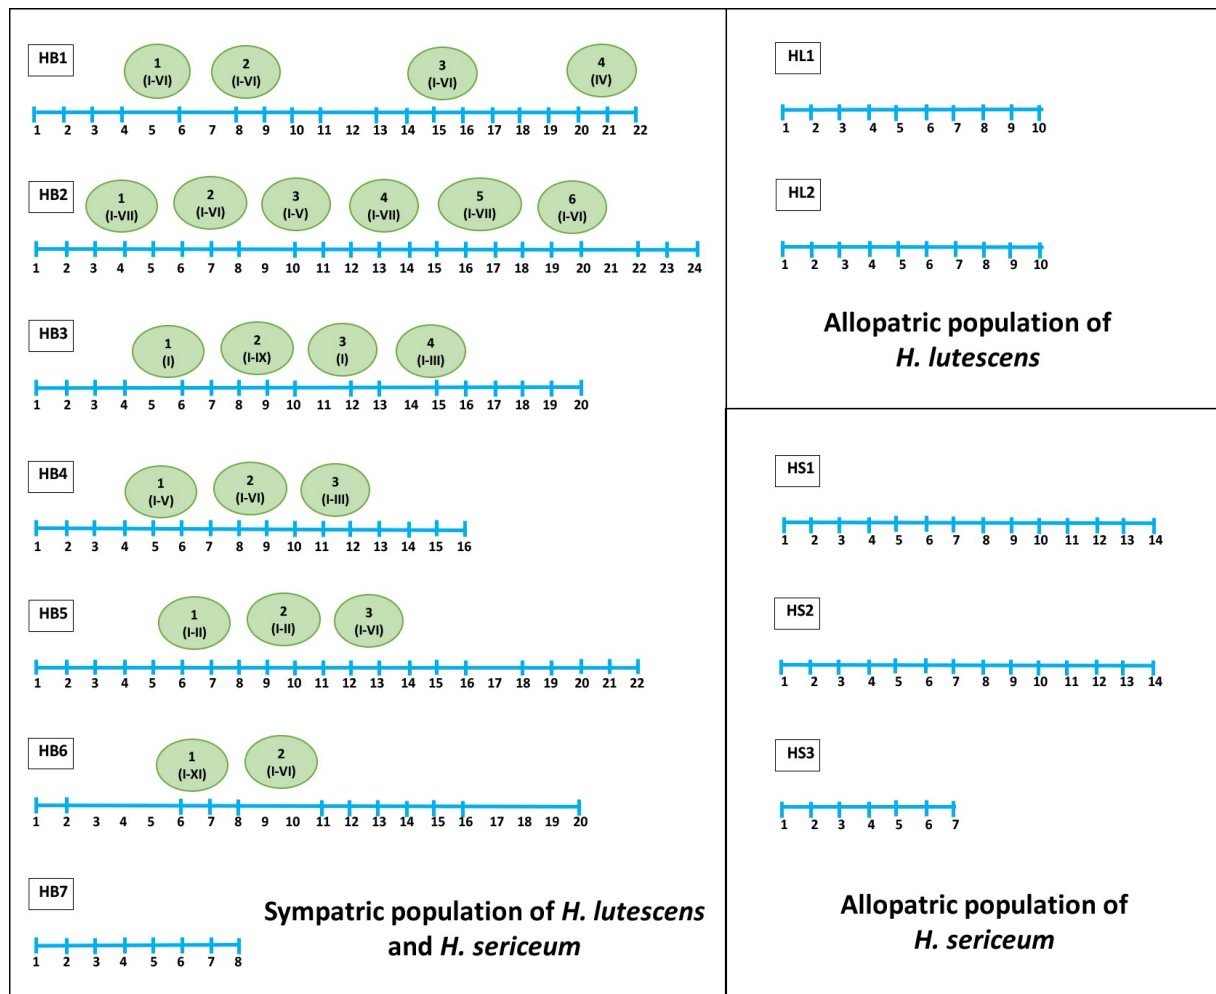 HB1
1
(I-VI)
2
(I-VI)
3
(I-VI)
4
(IV)
1 2 3 4 5 6 7 8 9 10 11 12 13 14 15 16 17 18 19 20 21 22
HB2
1
(I-VII)
2
(I-VI)
3
(I-V)
4
(I-VII)
5
(I-VII)
6
(I-VI)
1 2 3 4 5 6 7 8 9 10 11 12 13 14 15 16 17 18 19 20 21 22 23 24
HB3
1
(I)
2
(I-IX)
3
(I)
4
(I-III)
1 2 3 4 5 6 7 8 9 10 11 12 13 14 15 16 17 18 19 20
HB4
1
(I-V)
2
(I-VI)
3
(I-III)
1 2 3 4 5 6 7 8 9 10 11 12 13 14 15 16
HB5
1
(I-II)
2
(I-II)
3
(I-VI)
1 2 3 4 5 6 7 8 9 10 11 12 13 14 15 16 17 18 19 20 21 22
HB6
1
(I-XI)
2
(I-VI)
1 2 3 4 5 6 7 8 9 10 11 12 13 14 15 16 17 18 19 20
HB7
1 2 3 4 5 6 7 8
Sympatric population of H. lutescens
and H. sericeum
HL1
1 2 3 4 5 6 7 8 9 10
HL2
1 2 3 4 5 6 7 8 9 10
Allopatric population of
H. lutescens
HS1
1 2 3 4 5 6 7 8 9 10 11 12 13 14
HS2
1 2 3 4 5 6 7 8 9 10 11 12 13 14
HS3
1 2 3 4 5 6 7
Allopatric population of
H. sericeum